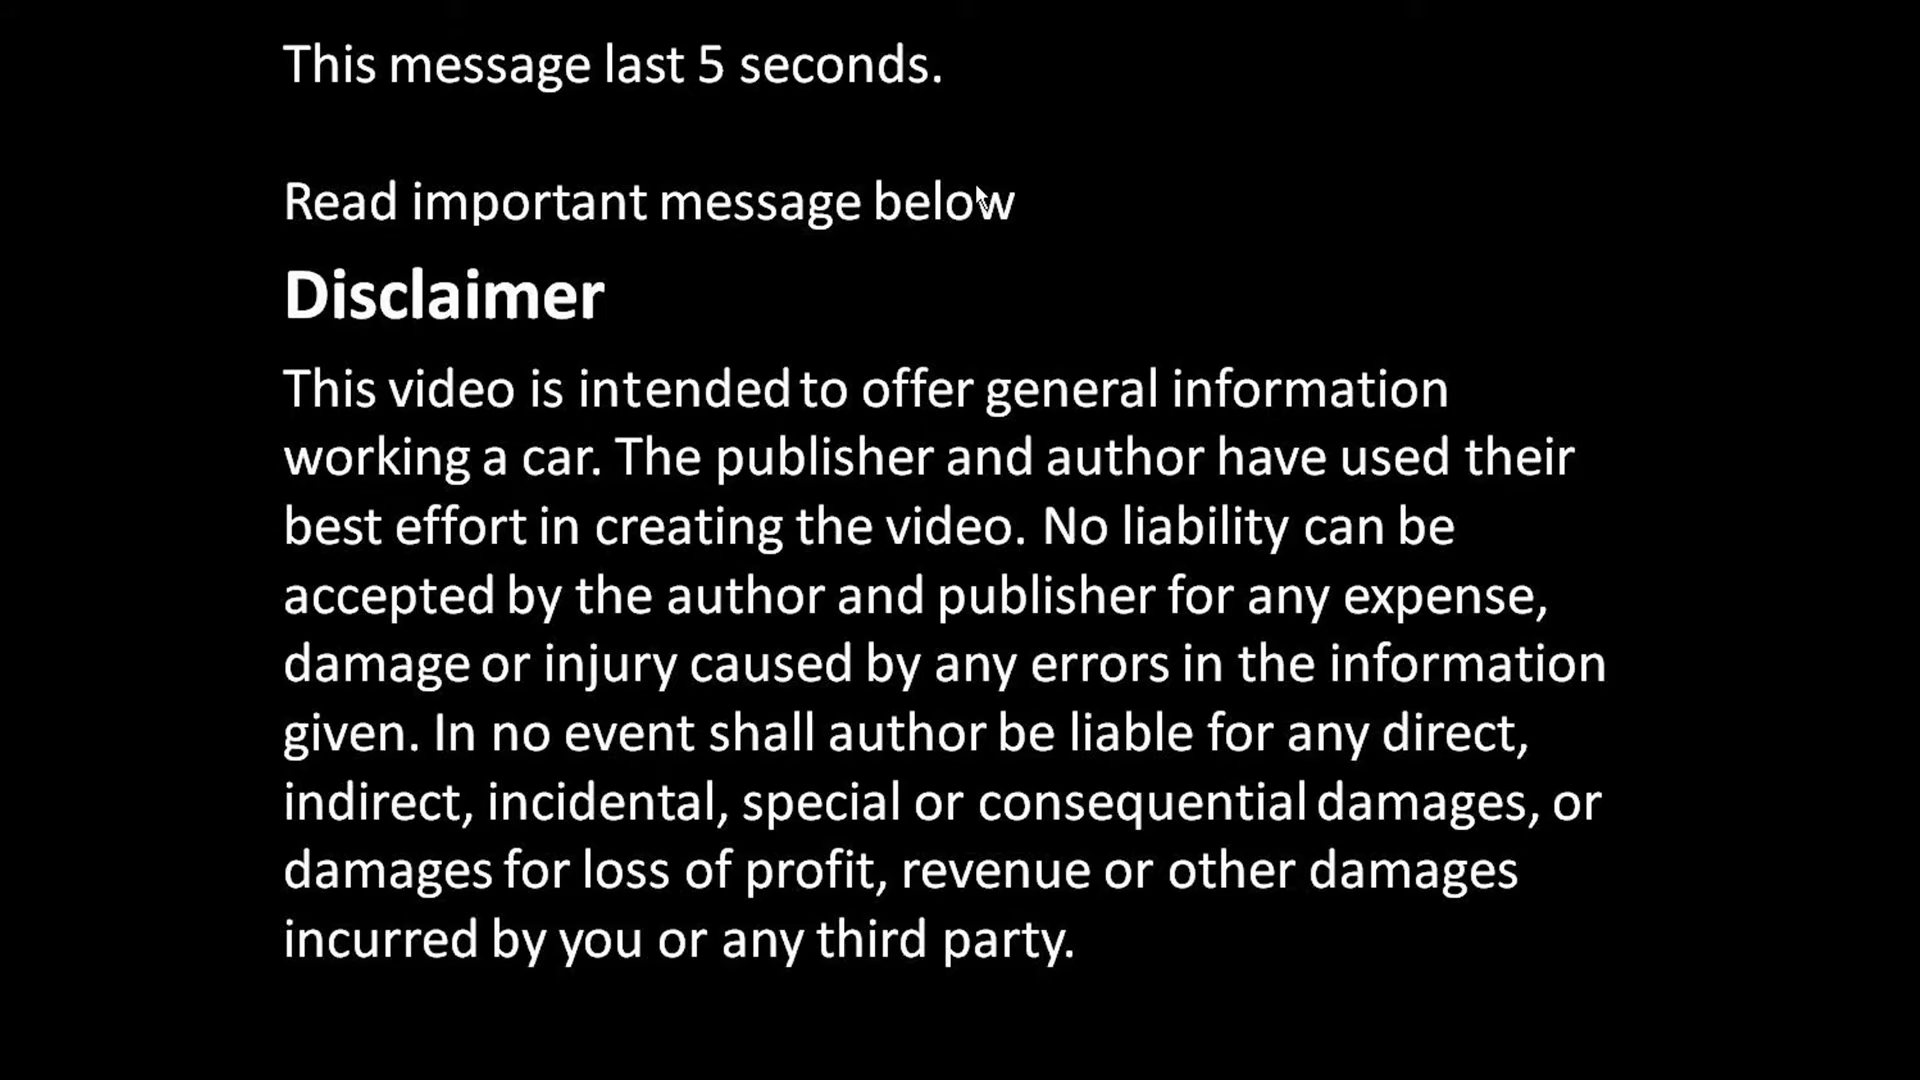 This message last 5 seconds.
Read important message below
Disclaimer
This video is intended to offer general information
working a car. The publisher and author have used their
best effort in creating the video. No liability can be
accepted by the author and publisher for any expense,
damage or injury caused by any errors in the information
given. In no event shall author be liable for any direct,
indirect, incidental, special or consequential damages, or
damages for loss of profit, revenue or other damages
incurred by you or any third party.